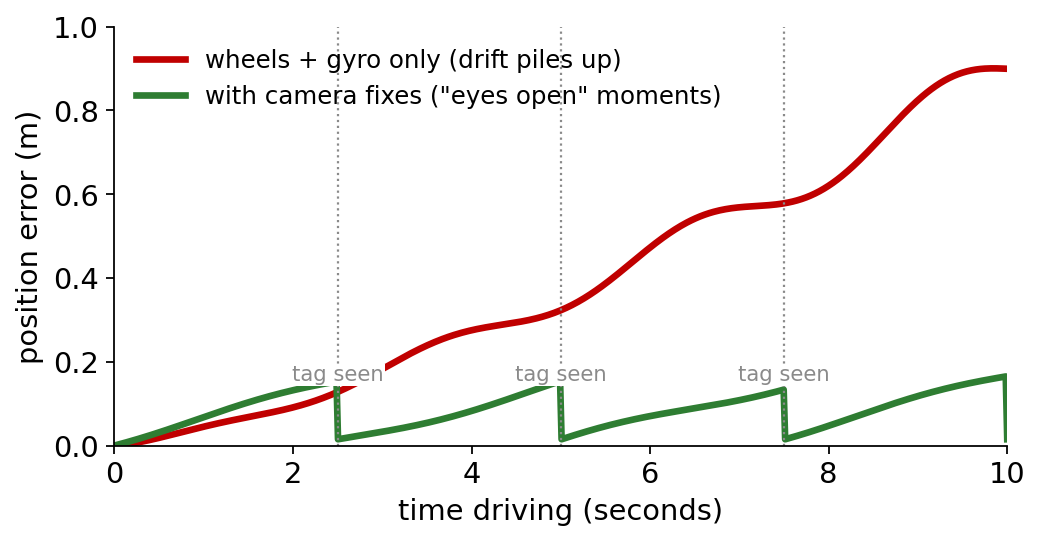 wheels + gyro only (drift piles up)
with camera fixes ("eyes open" moments)
position error (m)
1.0
0.8
0.6
0.4
0.2
0.0
tag seen tag seen tag seen
0 2 4 6 8 10
time driving (seconds)